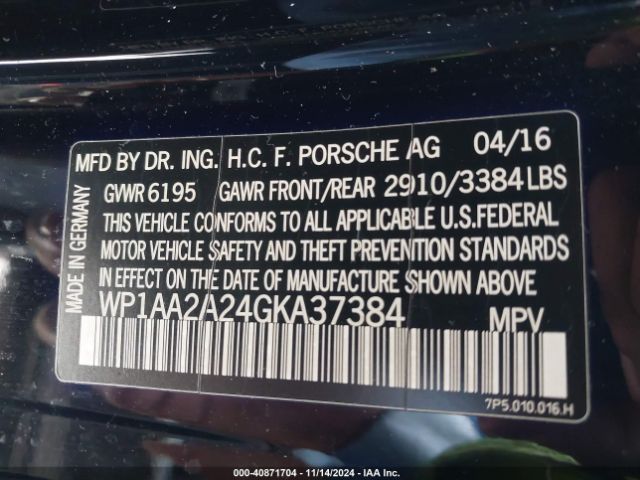 MFD BY DR. ING. H.C. F. PORSCHE AG 04/16
GVWR 6195 GAWR FRONT/REAR 2910/3384 LBS
THIS VEHICLE CONFORMS TO ALL APPLICABLE U.S.FEDERAL
MOTOR VEHICLE SAFETY AND THEFT PREVENTION STANDARDS
IN EFFECT ON THE DATE OF MANUFACTURE SHOWN ABOVE
WP1AA2A24GKA37384 MPV
MADE IN GERMANY
7P5.010.016.H
000-40871704 | 11/14/2024 | IAA Inc.